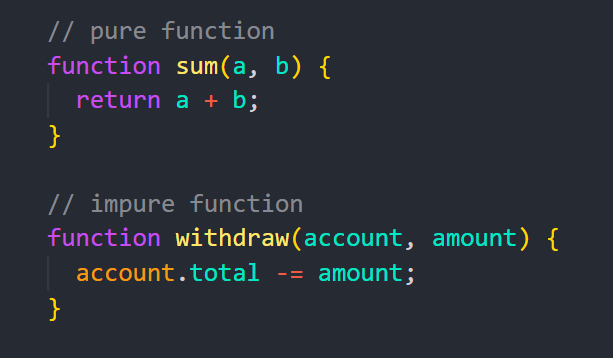 // pure function
function sum(a, b) {
  return a + b;
}
// impure function
function withdraw(account, amount) {
  account.total -= amount;
}